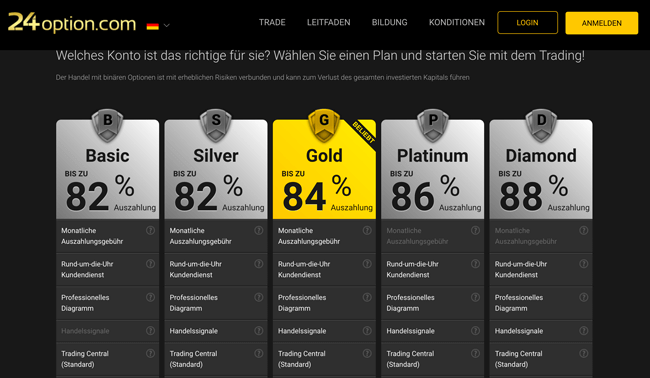 24option.com
TRADE LEITFADEN BILDUNG KONDITIONEN LOGIN ANMELDEN
Welches Konto ist das richtige für sie? Wählen Sie einen Plan und starten Sie mit dem Trading!
Der Handel mit binären Optionen ist mit erheblichen Risiken verbunden und kann zum Verlust des gesamten investierten Kapitals führen
B S G P D
BELIEBT
Basic Silver Gold Platinum Diamond
BIS ZU BIS ZU BIS ZU BIS ZU BIS ZU
82 % 82 % 84 % 86 % 88 %
Auszahlung Auszahlung Auszahlung Auszahlung Auszahlung
Monatliche ? Monatliche ? Monatliche ? Monatliche ? Monatliche ?
Auszahlungsgebühr Auszahlungsgebühr Auszahlungsgebühr Auszahlungsgebühr Auszahlungsgebühr
Rund-um-die-Uhr ? Rund-um-die-Uhr ? Rund-um-die-Uhr ? Rund-um-die-Uhr ? Rund-um-die-Uhr ?
Kundendienst Kundendienst Kundendienst Kundendienst Kundendienst
Professionelles ? Professionelles ? Professionelles ? Professionelles ? Professionelles ?
Diagramm Diagramm Diagramm Diagramm Diagramm
Handelssignale ? Handelssignale ? Handelssignale ? Handelssignale ? Handelssignale ?
Trading Central ? Trading Central ? Trading Central ? Trading Central ? Trading Central ?
(Standard) (Standard) (Standard) (Standard) (Standard)